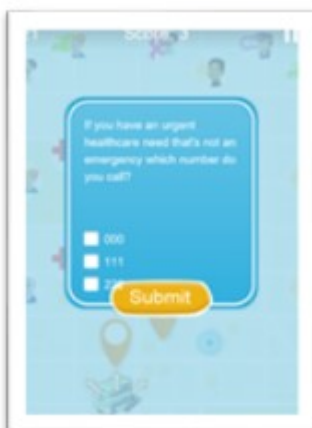 Score: 3
If you have an urgent
healthcare need that's not an
emergency which number do
you call?
000
111
Submit